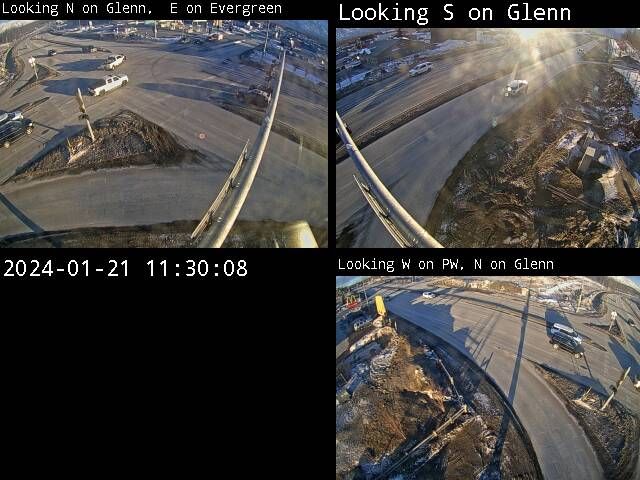 Looking N on Glenn, E on Evergreen
Looking S on Glenn
2024-01-21 11:30:08
Looking W on PW, N on Glenn